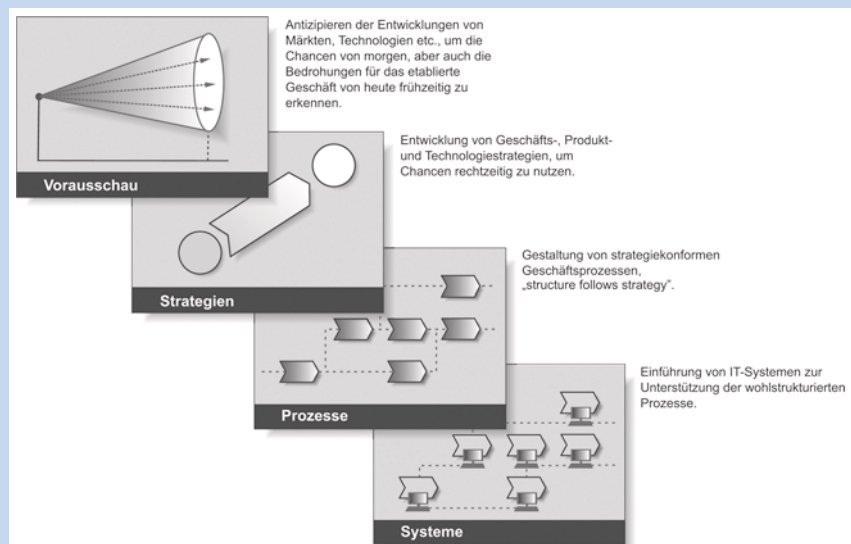 Antizipieren der Entwicklungen von
Märkten, Technologien etc., um die
Chancen von morgen, aber auch die
Bedrohungen für das etablierte
Geschäft von heute frühzeitig zu
erkennen.
Vorausschau
Entwicklung von Geschäfts-, Produkt-
und Technologiestrategien, um
Chancen rechtzeitig zu nutzen.
Strategien
Gestaltung von strategiekonformen
Geschäftsprozessen,
„structure follows strategy”.
Prozesse
Einführung von IT-Systemen zur
Unterstützung der wohlstrukturierten
Prozesse.
Systeme